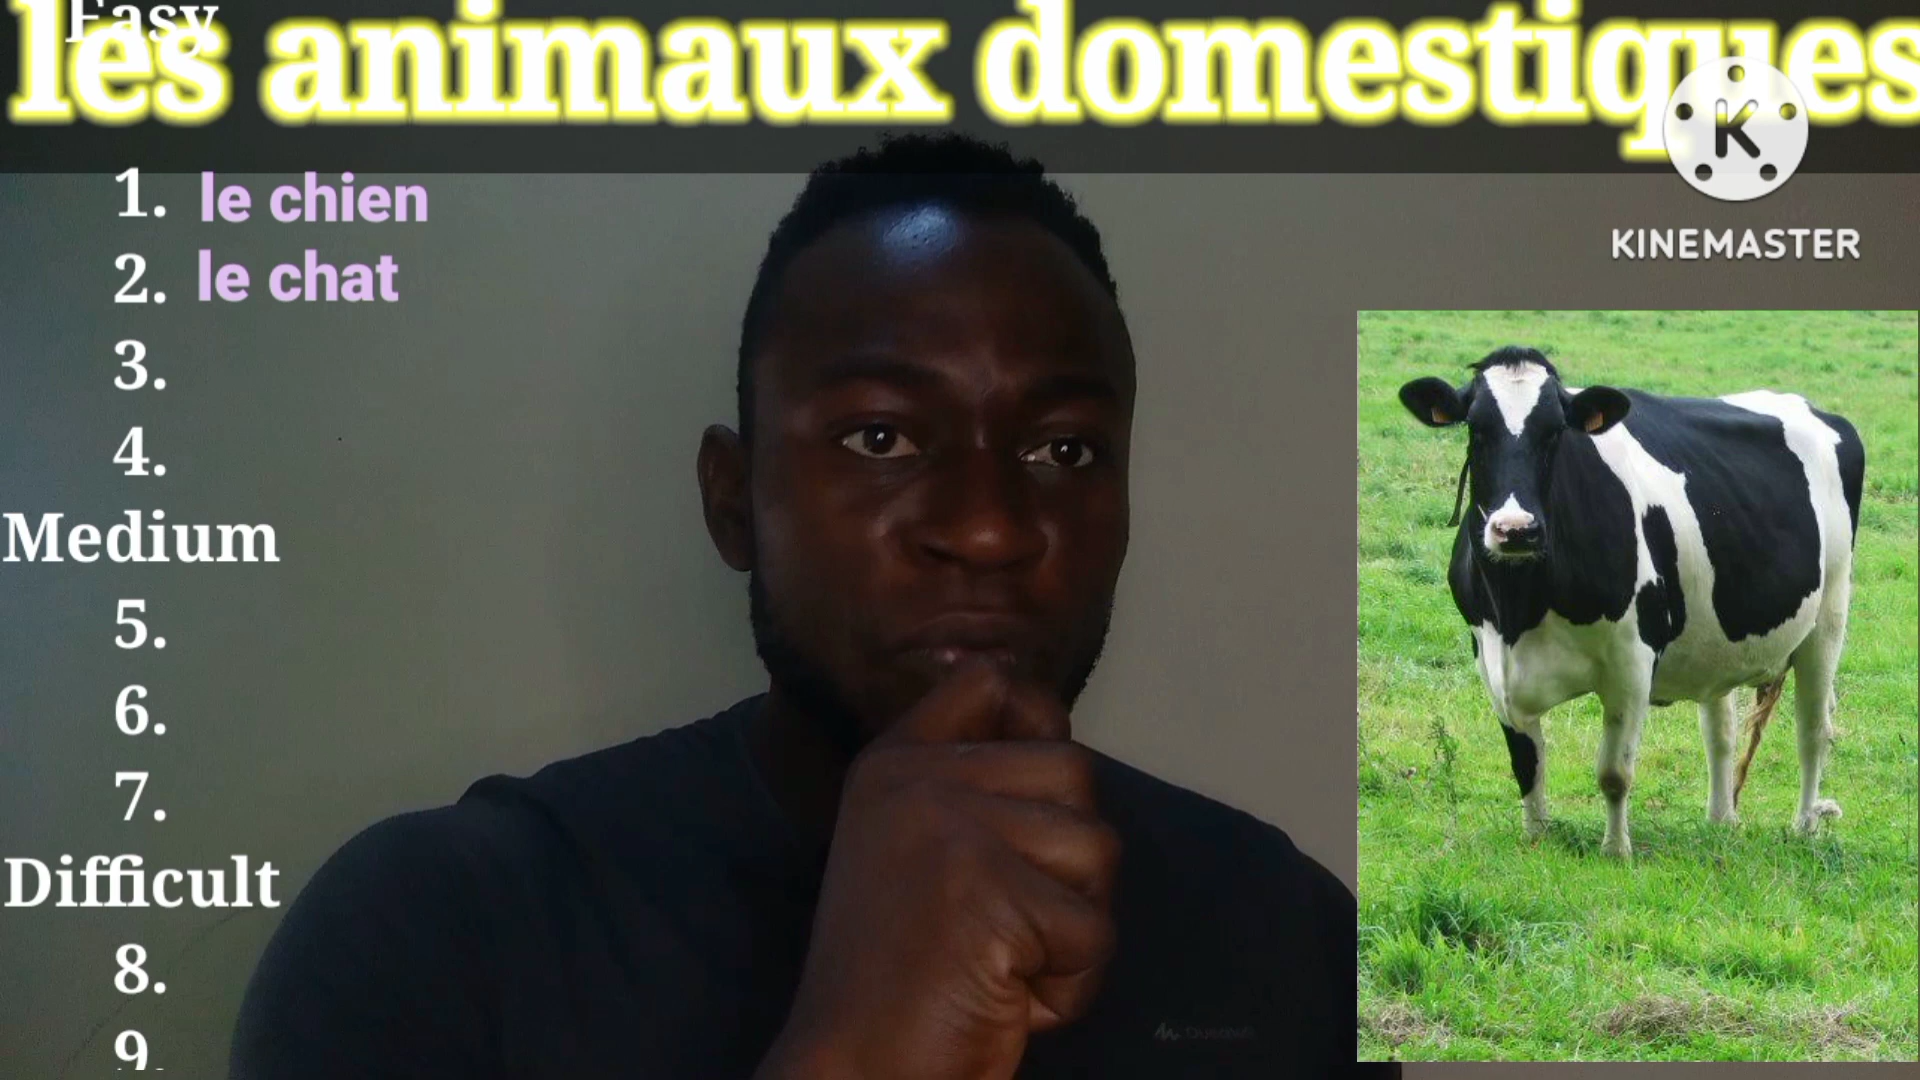 Easy
les animaux domestiques
1. le chien
2. le chat
3.
4.
Medium
5.
6.
7.
Difficult
8.
9.
K
KINEMASTER